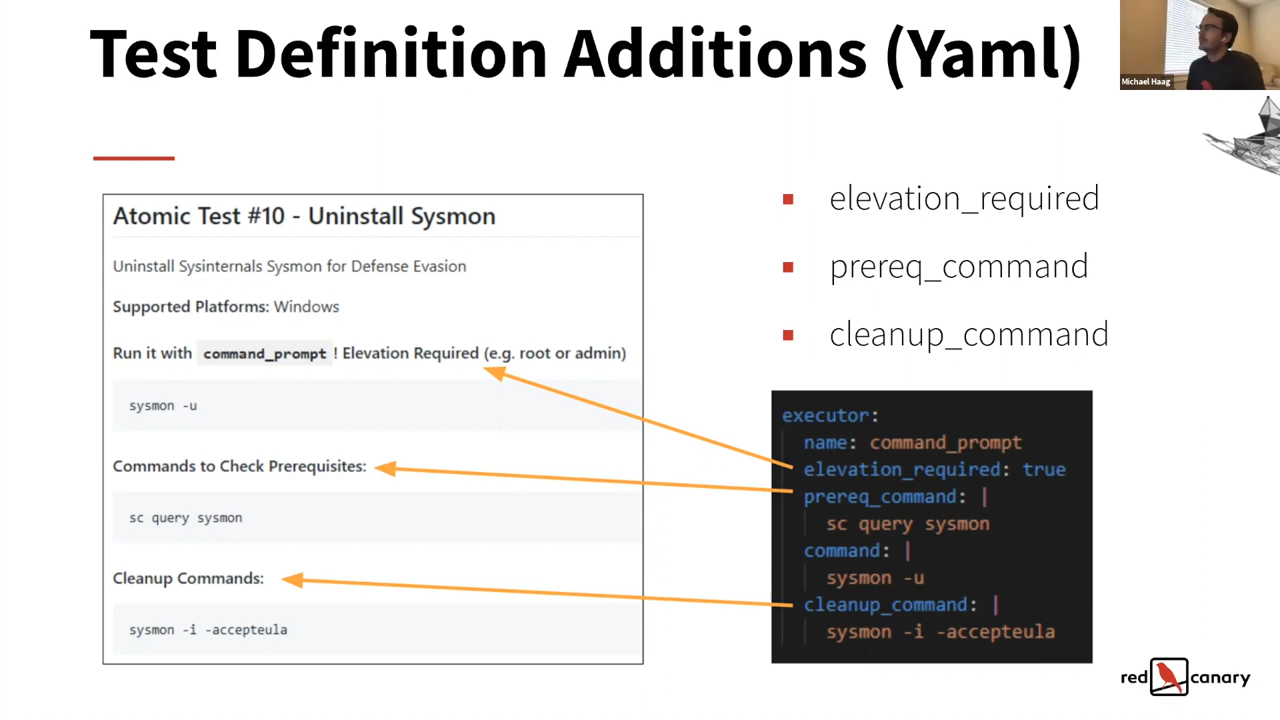 Test Definition Additions (Yaml)
Michael Haag
Atomic Test #10 - Uninstall Sysmon
Uninstall Sysinternals Sysmon for Defense Evasion
Supported Platforms: Windows
Run it with command_prompt ! Elevation Required (e.g. root or admin)
sysmon -u
Commands to Check Prerequisites:
sc query sysmon
Cleanup Commands:
sysmon -i -accepteula
elevation_required
prereq_command
cleanup_command
executor:
name: command_prompt
elevation_required: true
prereq_command: |
sc query sysmon
command: |
sysmon -u
cleanup_command: |
sysmon -i -accepteula
red canary